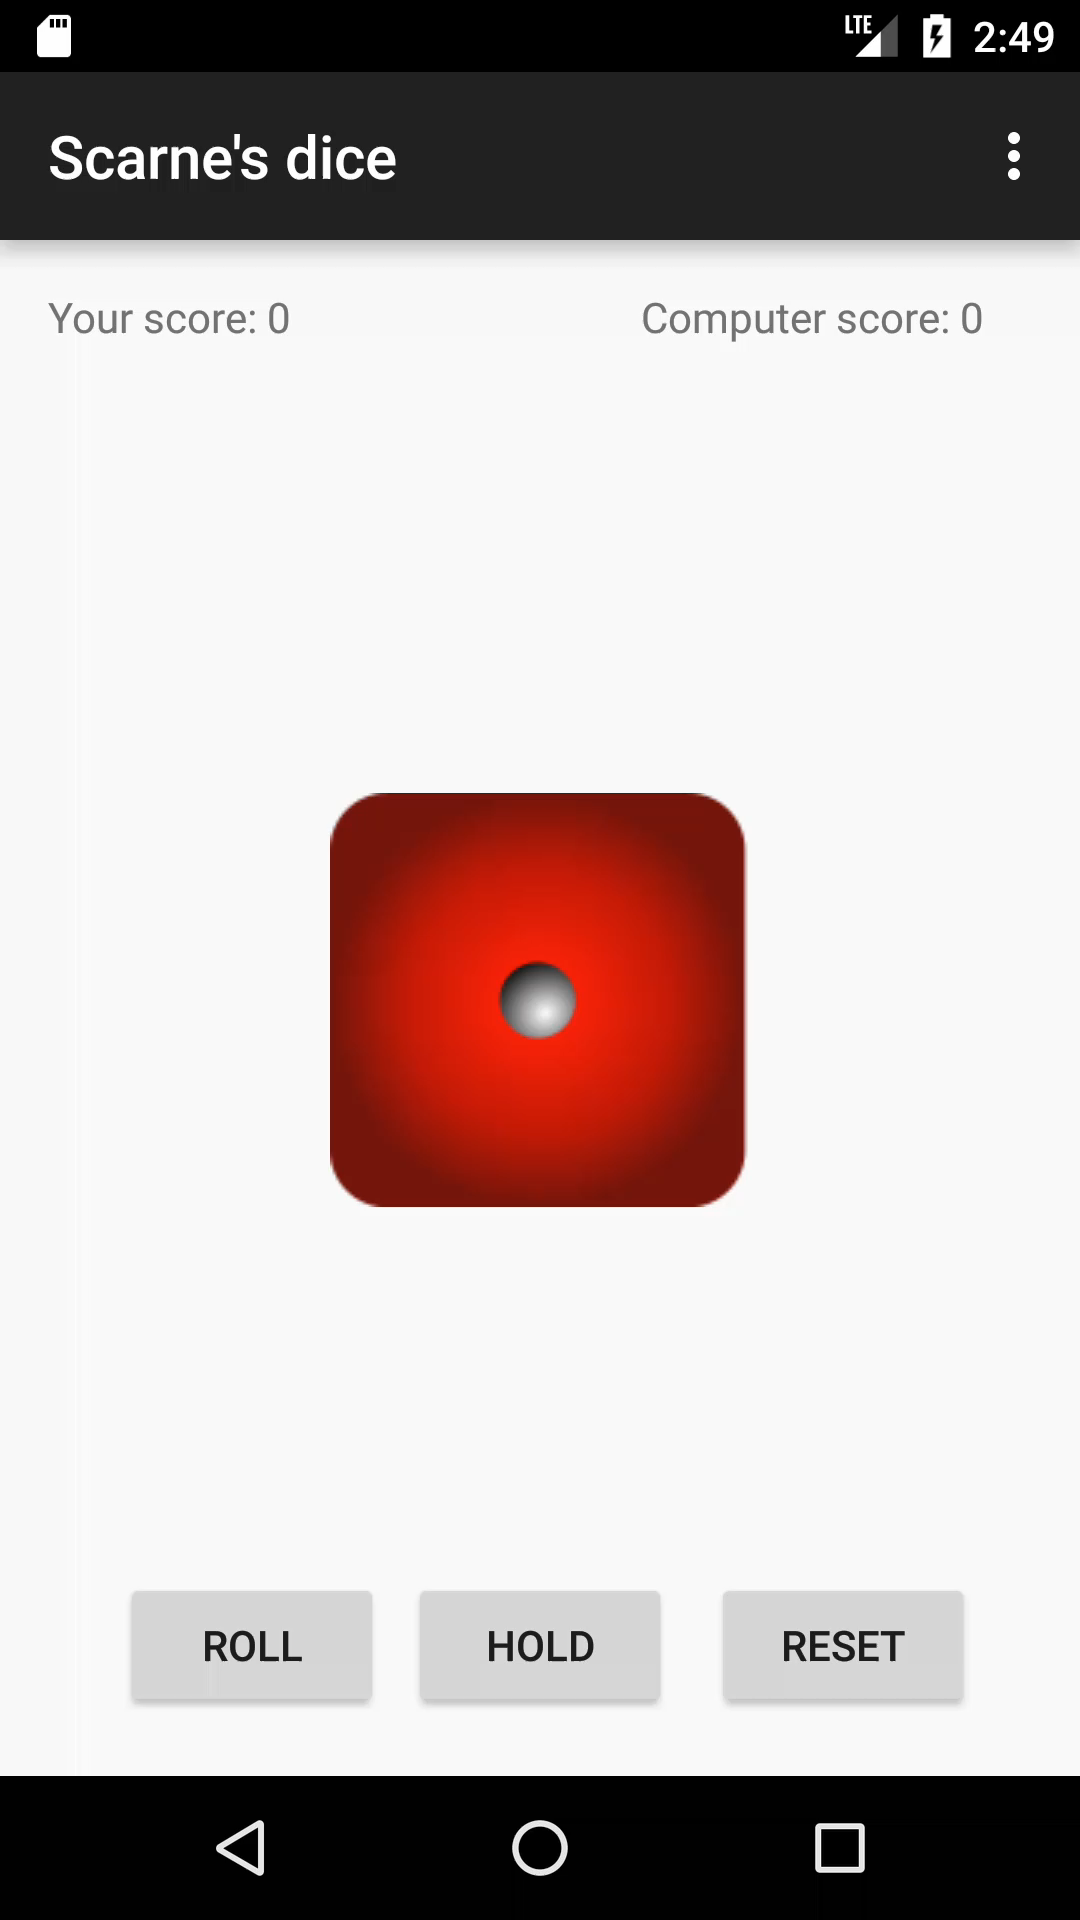 LTE 2:49
Scarne's dice
Your score: 0 Computer score: 0
ROLL HOLD RESET